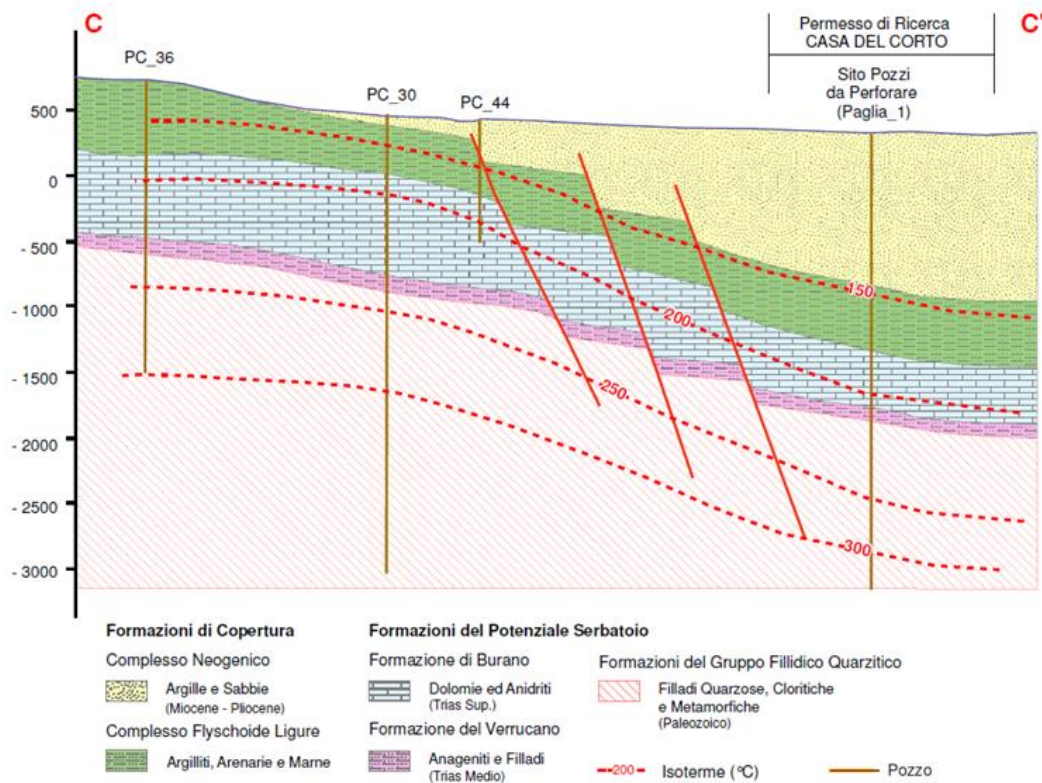 C
C'
Permesso di Ricerca
CASA DEL CORTO
Sito Pozzi
da Perforare
(Paglia_1)
PC_36
PC_30
PC_44
500
0
- 500
- 1000
- 1500
- 2000
- 2500
- 3000
150
200
250
300
Formazioni di Copertura
Complesso Neogenico
Argille e Sabbie
(Miocene - Pliocene)
Complesso Flyschoide Ligure
Argilliti, Arenarie e Marne
Formazioni del Potenziale Serbatoio
Formazione di Burano
Dolomie ed Anidriti
(Trias Sup.)
Formazione del Verrucano
Anageniti e Filladi
(Trias Medio)
Formazioni del Gruppo Fillidico Quarzitico
Filladi Quarzose, Cloritiche
e Metamorfiche
(Paleozoico)
200
Isoterme (°C)
Pozzo